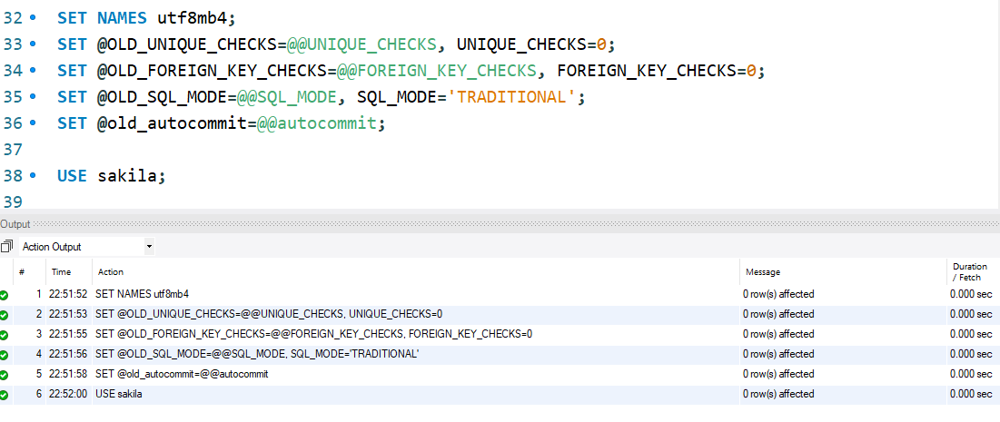 32 SET NAMES utf8mb4;
33 SET @OLD_UNIQUE_CHECKS=@@UNIQUE_CHECKS, UNIQUE_CHECKS=0;
34 SET @OLD_FOREIGN_KEY_CHECKS=@@FOREIGN_KEY_CHECKS, FOREIGN_KEY_CHECKS=0;
35 SET @OLD_SQL_MODE=@@SQL_MODE, SQL_MODE='TRADITIONAL';
36 SET @old_autocommit=@@autocommit;
37
38 USE sakila;
39
Output
Action Output
# Time Action Message Duration / Fetch
1 22:51:52 SET NAMES utf8mb4 0 row(s) affected 0.000 sec
2 22:51:53 SET @OLD_UNIQUE_CHECKS=@@UNIQUE_CHECKS, UNIQUE_CHECKS=0 0 row(s) affected 0.000 sec
3 22:51:55 SET @OLD_FOREIGN_KEY_CHECKS=@@FOREIGN_KEY_CHECKS, FOREIGN_KEY_CHECKS=0 0 row(s) affected 0.000 sec
4 22:51:56 SET @OLD_SQL_MODE=@@SQL_MODE, SQL_MODE='TRADITIONAL' 0 row(s) affected 0.000 sec
5 22:51:58 SET @old_autocommit=@@autocommit 0 row(s) affected 0.000 sec
6 22:52:00 USE sakila 0 row(s) affected 0.000 sec